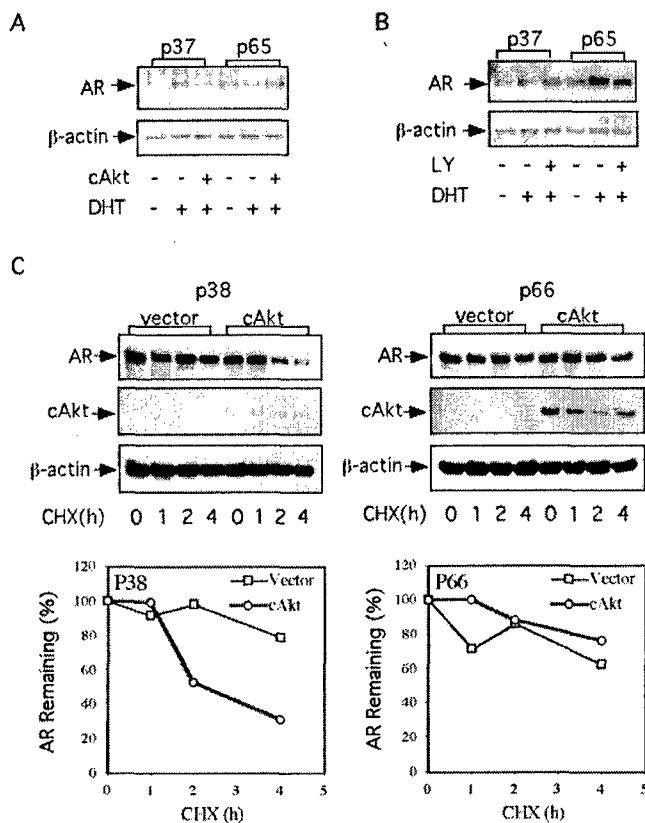 A
p37 p65
AR
β-actin
cAkt - - + - - +
DHT - + + - + +
B
p37 p65
AR
β-actin
LY - - + - - +
DHT - + + - + +
C
p38
vector cAkt
AR
cAkt
β-actin
CHX(h) 0 1 2 4 0 1 2 4
p66
vector cAkt
AR
cAkt
β-actin
CHX(h) 0 1 2 4 0 1 2 4
P38
Vector
cAkt
AR Remaining (%)
120
100
80
60
40
20
0
0 1 2 3 4 5
CHX (h)
P66
Vector
cAkt
AR Remaining (%)
120
100
80
60
40
20
0
0 1 2 3 4 5
CHX (h)